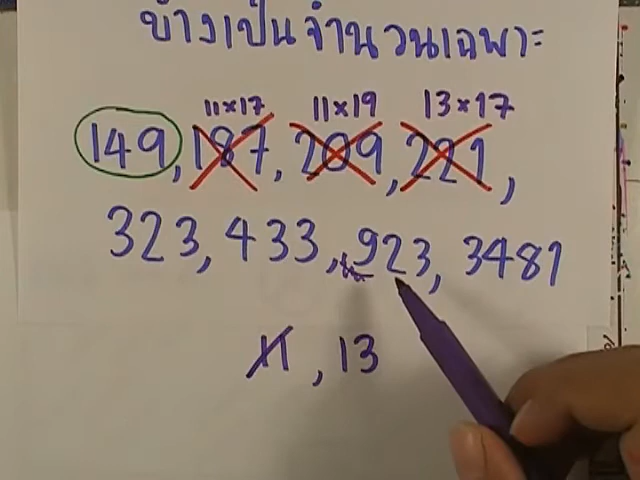 บ้างเป็นจำนวนเฉพาะ
11×17 11×19 13×17
149, 187, 209, 221,
323, 433, 923, 3481
11, 13